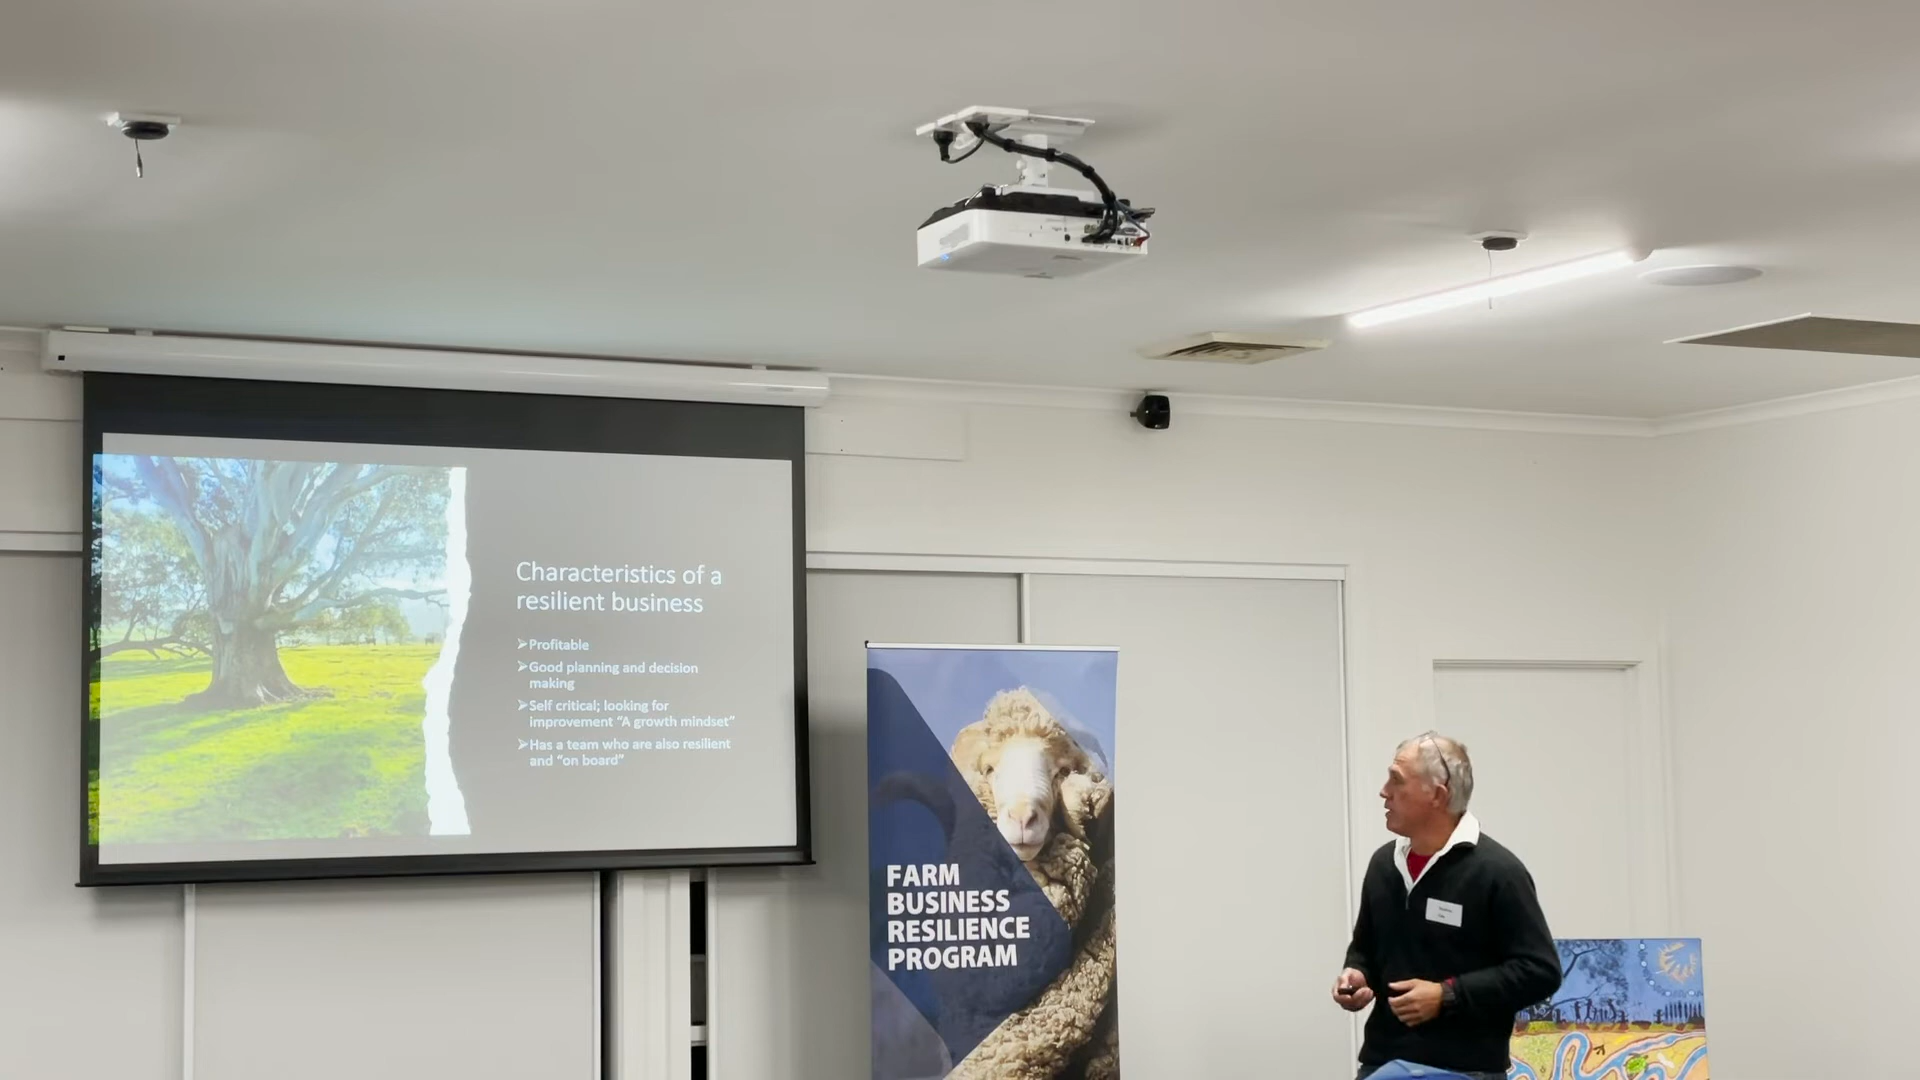 Characteristics of a
resilient business
➢Profitable
➢Good planning and decision
making
➢Self critical; looking for
improvement “A growth mindset”
➢Has a team who are also resilient
and “on board”
FARM
BUSINESS
RESILIENCE
PROGRAM